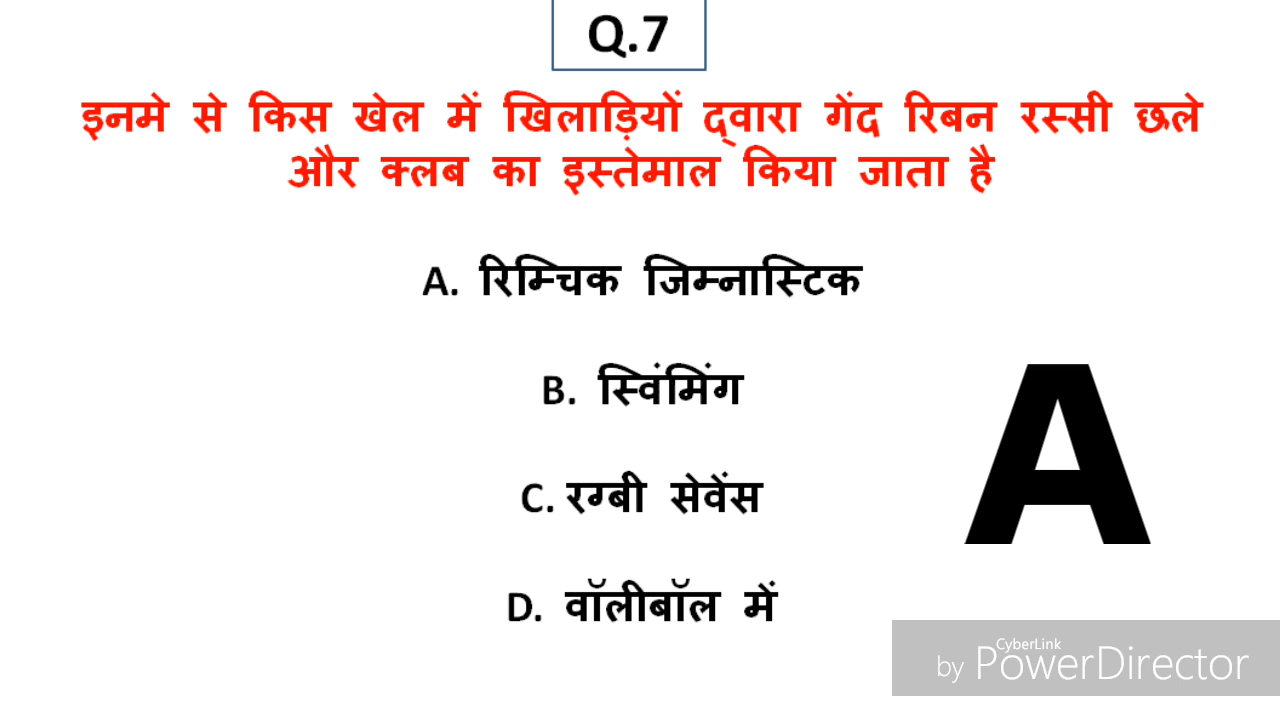 Q.7
इनमे से किस खेल में खिलाड़ियों द्वारा गेंद रिबन रस्सी छले
और क्लब का इस्तेमाल किया जाता है
A. रिम्चिक जिम्नास्टिक
B. स्विंमिंग
C. रग्बी सेवेंस
D. वॉलीबॉल में
A
CyberLink
by PowerDirector